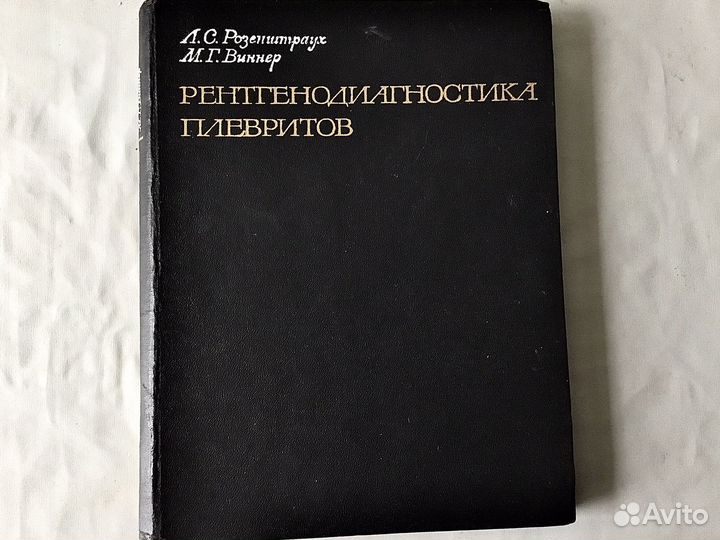 Л. С. Розенштраух
М. Г. Виннер
РЕНТГЕНОДИАГНОСТИКА
ПЛЕВРИТОВ
Avito